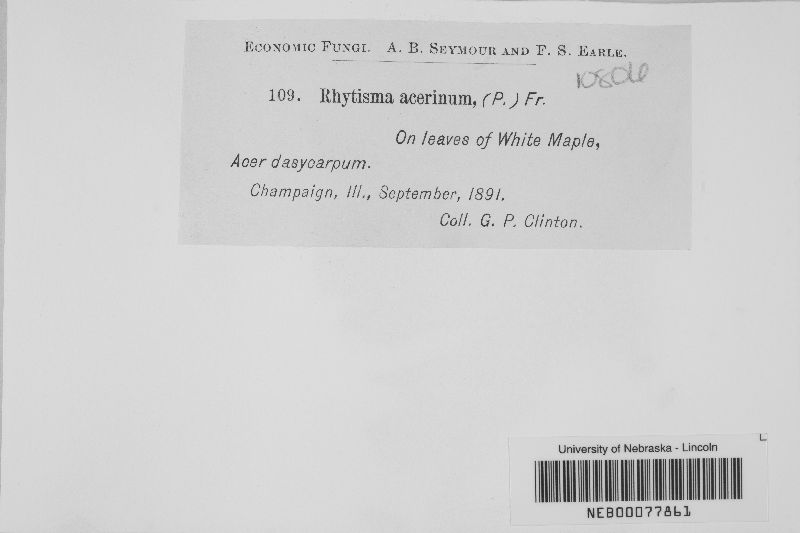 Economic Fungi. A. B. Seymour and F. S. Earle.
109. Rhytisma acerinum, (P.) Fr.
On leaves of White Maple,
Acer dasycarpum.
Champaign, Ill., September, 1891.
Coll. G. P. Clinton.
L
University of Nebraska - Lincoln
NEB00077861